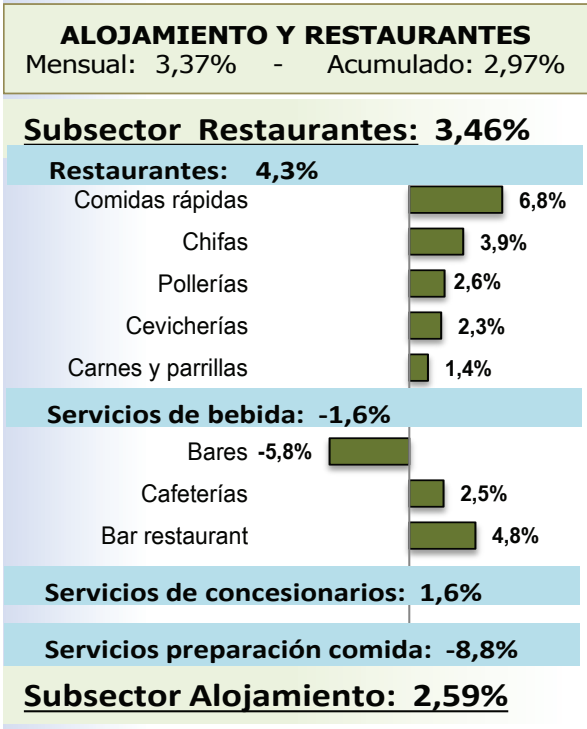 ALOJAMIENTO Y RESTAURANTES
Mensual: 3,37% - Acumulado: 2,97%
Subsector Restaurantes: 3,46%
Restaurantes: 4,3%
Comidas rápidas 6,8%
Chifas 3,9%
Pollerías 2,6%
Cevicherías 2,3%
Carnes y parrillas 1,4%
Servicios de bebida: -1,6%
Bares -5,8%
Cafeterías 2,5%
Bar restaurant 4,8%
Servicios de concesionarios: 1,6%
Servicios preparación comida: -8,8%
Subsector Alojamiento: 2,59%